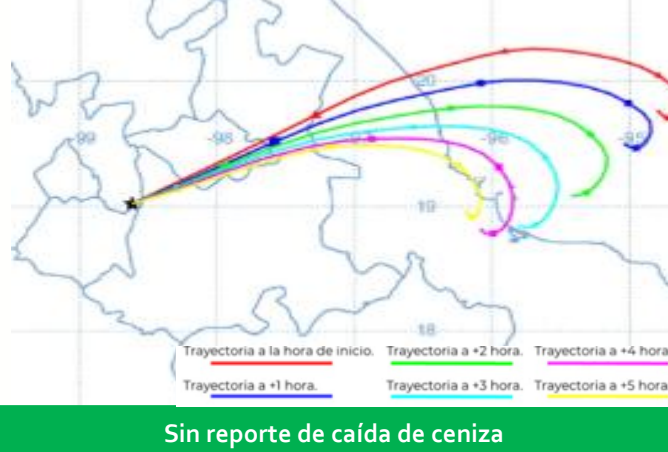 20
-99 -98 -97 -96 -95
19
18
Trayectoria a la hora de inicio. Trayectoria a +2 hora. Trayectoria a +4 hora
Trayectoria a +1 hora. Trayectoria a +3 hora. Trayectoria a +5 hora
Sin reporte de caída de ceniza